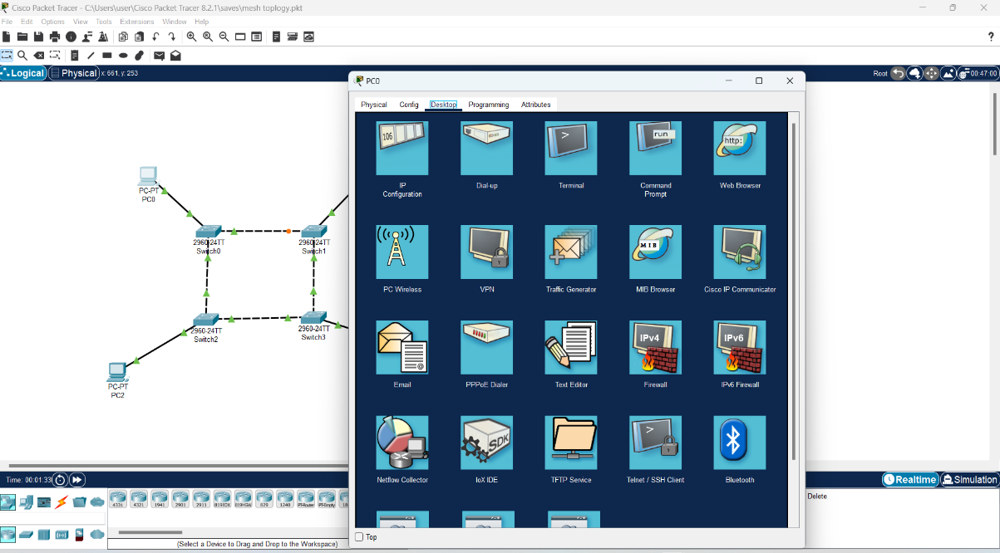 Cisco Packet Tracer - C:\Users\user\Cisco Packet Tracer 8.2.1\saves\mesh toplogy.pkt
File Edit Options View Tools Extensions Window Help
?
Logical Physical x: 661, y: 253
Root 00:47:00
PC0
Physical Config Desktop Programming Attributes
106
>
run
http:
IP
Configuration
Dial-up
Terminal
Command
Prompt
Web Browser
MIB
PC Wireless
VPN
Traffic Generator
MIB Browser
Cisco IP Communicator
@
IPv4
IPv6
Email
PPPoE Dialer
Text Editor
Firewall
IPv6 Firewall
SDK
>
Netflow Collector
IoX IDE
TFTP Service
Telnet / SSH Client
Bluetooth
Top
PC-PT
PC0
2960-24TT
Switch0
2960-24TT
Switch1
2960-24TT
Switch2
2960-24TT
Switch3
PC-PT
PC2
Time: 00:01:33
Realtime Simulation
4331 4321 1941 2901 2911 819IOX 819HGW 829 1240 PT-Router PT-Empty
Delete
(Select a Device to Drag and Drop to the Workspace)